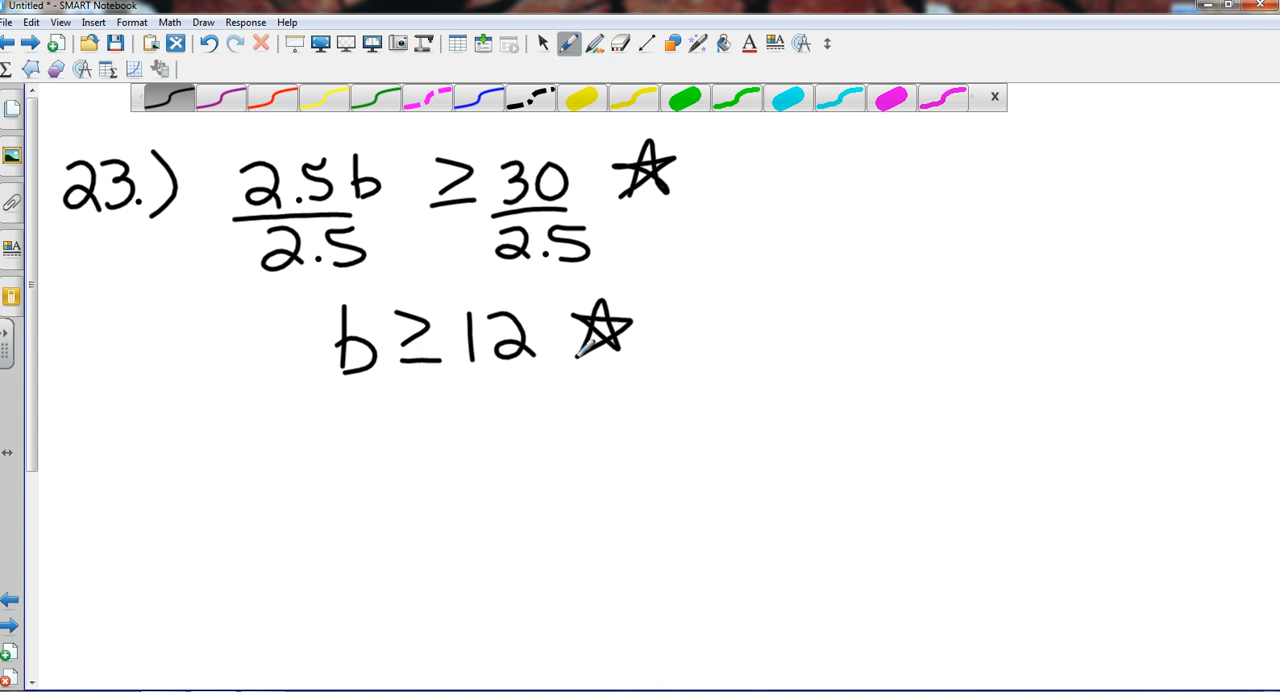 Untitled * - SMART Notebook
File Edit View Insert Format Math Draw Response Help
23.) 2.5b ≥ 30 ☆
2.5 2.5
b ≥ 12 ☆